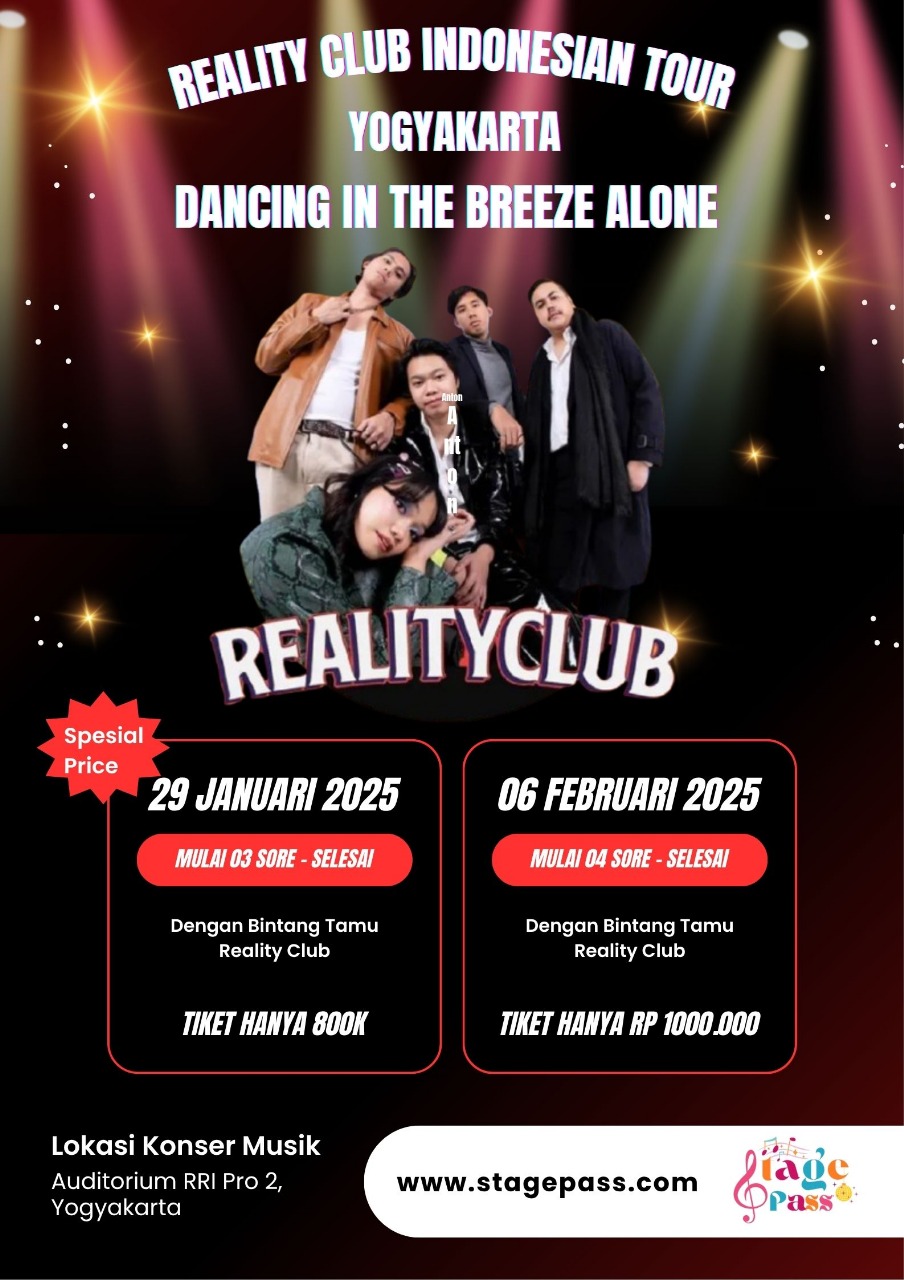 REALITY CLUB INDONESIAN TOUR
YOGYAKARTA
DANCING IN THE BREEZE ALONE
Anton
A
nt
o
n
REALITYCLUB
Spesial
Price
29 JANUARI 2025
MULAI 03 SORE - SELESAI
Dengan Bintang Tamu
Reality Club
TIKET HANYA 800K
06 FEBRUARI 2025
MULAI 04 SORE - SELESAI
Dengan Bintang Tamu
Reality Club
TIKET HANYA RP 1000.000
Lokasi Konser Musik
Auditorium RRI Pro 2,
Yogyakarta
www.stagepass.com
Stage
Pass